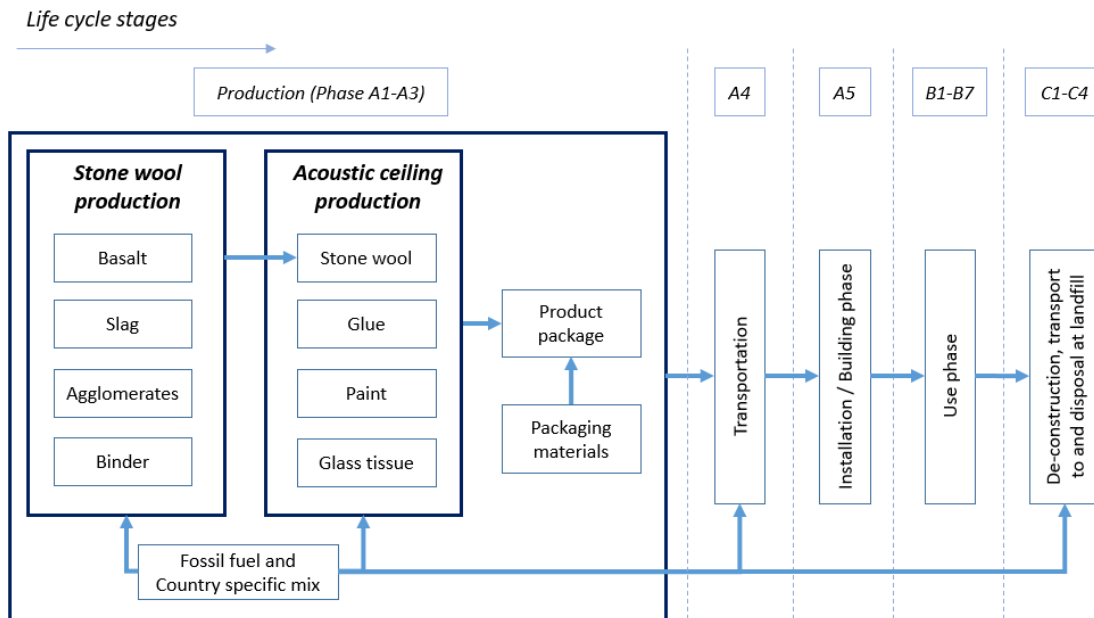 Life cycle stages
Production (Phase A1-A3)
A4
A5
B1-B7
C1-C4
Stone wool
production
Basalt
Slag
Agglomerates
Binder
Acoustic ceiling
production
Stone wool
Glue
Paint
Glass tissue
Product
package
Packaging
materials
Fossil fuel and
Country specific mix
Transportation
Installation / Building phase
Use phase
De-construction, transport
to and disposal at landfill